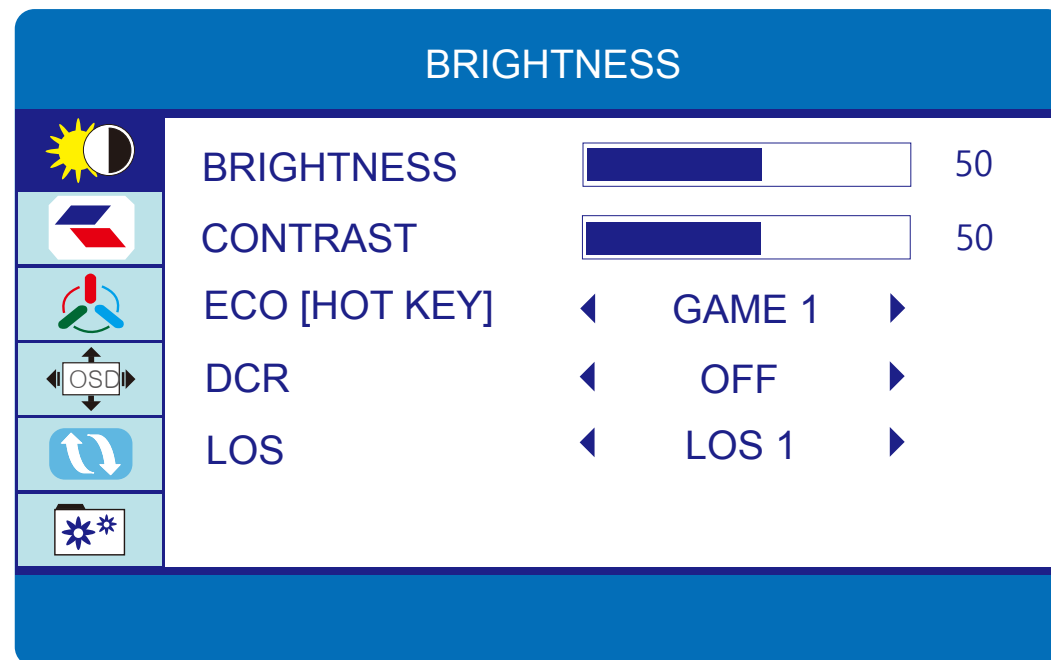 BRIGHTNESS
BRIGHTNESS 50
CONTRAST 50
ECO [HOT KEY] GAME 1
DCR OFF
OSD
LOS LOS 1